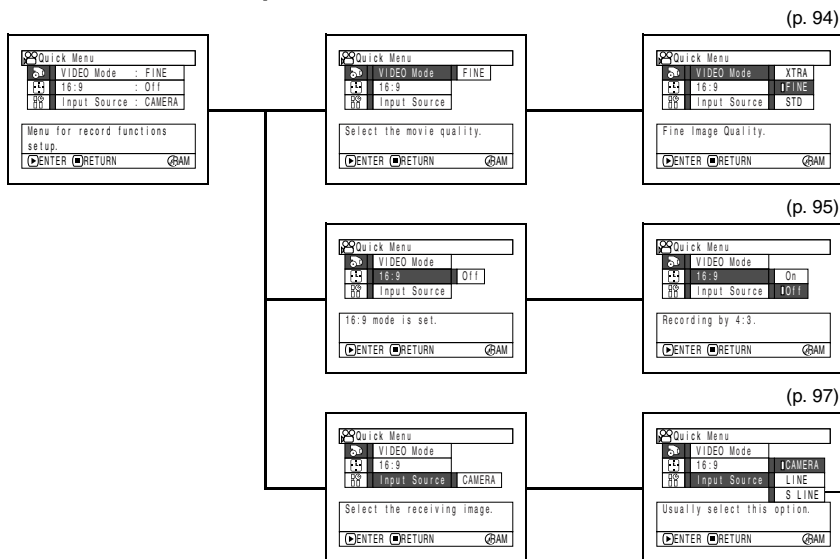 (p. 94)
Quick Menu
VIDEO Mode : FINE
16:9 : Off
Input Source : CAMERA
Menu for record functions
setup.
ENTER RETURN RAM
Quick Menu
VIDEO Mode FINE
16:9
Input Source
Select the movie quality.
ENTER RETURN RAM
Quick Menu
VIDEO Mode XTRA
16:9 FINE
Input Source STD
Fine Image Quality.
ENTER RETURN RAM
(p. 95)
Quick Menu
VIDEO Mode
16:9 Off
Input Source
16:9 mode is set.
ENTER RETURN RAM
Quick Menu
VIDEO Mode
16:9 On
Input Source Off
Recording by 4:3.
ENTER RETURN RAM
(p. 97)
Quick Menu
VIDEO Mode
16:9
Input Source CAMERA
Select the receiving image.
ENTER RETURN RAM
Quick Menu
VIDEO Mode
16:9 CAMERA
Input Source LINE
S LINE
Usually select this option.
ENTER RETURN RAM